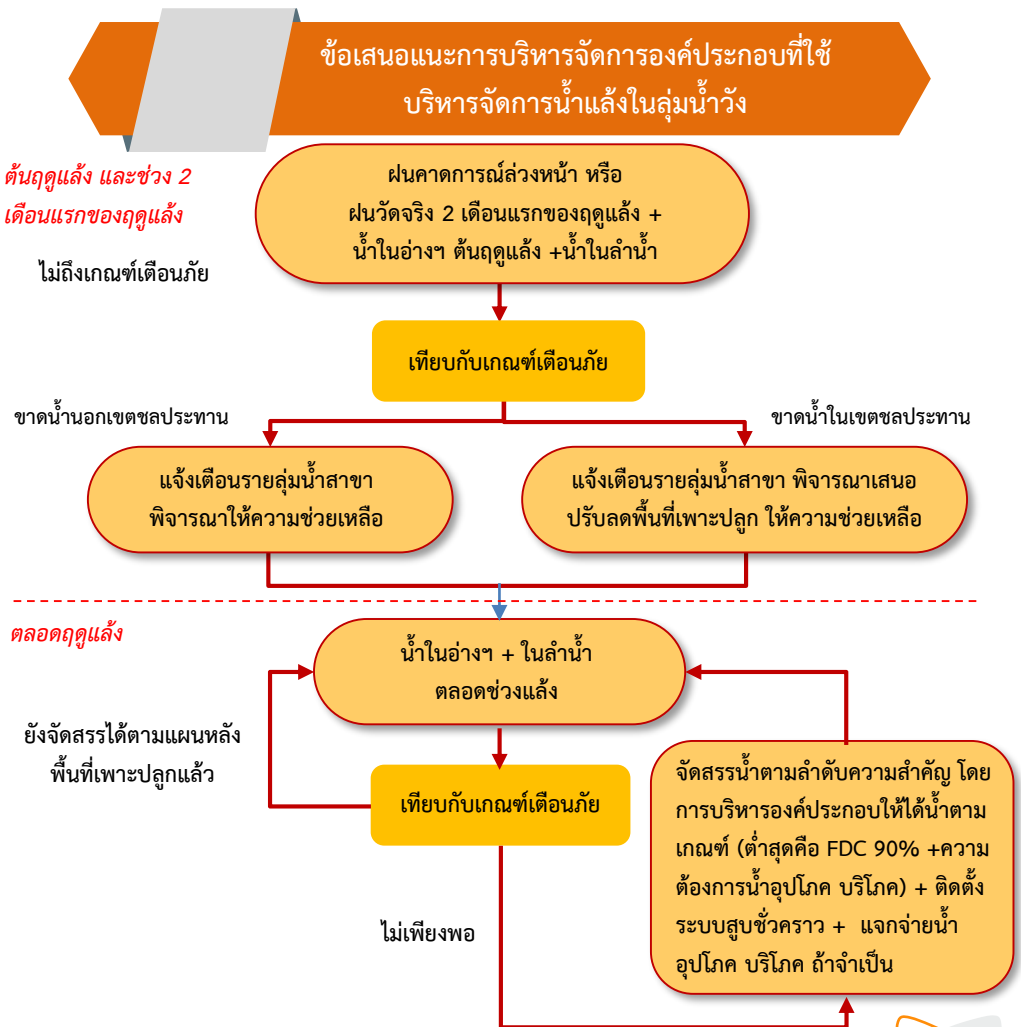 ข้อเสนอแนะการบริหารจัดการองค์ประกอบที่ใช้
บริหารจัดการน้ำแล้งในลุ่มน้ำวัง
ต้นฤดูแล้ง และช่วง 2
เดือนแรกของฤดูแล้ง
ฝนคาดการณ์ล่วงหน้า หรือ
ฝนวัดจริง 2 เดือนแรกของฤดูแล้ง +
น้ำในอ่างฯ ต้นฤดูแล้ง +น้ำในลำน้ำ
ไม่ถึงเกณฑ์เตือนภัย
เทียบกับเกณฑ์เตือนภัย
ขาดน้ำนอกเขตชลประทาน
ขาดน้ำในเขตชลประทาน
แจ้งเตือนรายลุ่มน้ำสาขา
พิจารณาให้ความช่วยเหลือ
แจ้งเตือนรายลุ่มน้ำสาขา พิจารณาเสนอ
ปรับลดพื้นที่เพาะปลูก ให้ความช่วยเหลือ
ตลอดฤดูแล้ง
น้ำในอ่างฯ + ในลำน้ำ
ตลอดช่วงแล้ง
ยังจัดสรรได้ตามแผนหลัง
พื้นที่เพาะปลูกแล้ว
เทียบกับเกณฑ์เตือนภัย
จัดสรรน้ำตามลำดับความสำคัญ โดย
การบริหารองค์ประกอบให้ได้น้ำตาม
เกณฑ์ (ต่ำสุดคือ FDC 90% +ความ
ต้องการน้ำอุปโภค บริโภค) + ติดตั้ง
ระบบสูบชั่วคราว + แจกจ่ายน้ำ
อุปโภค บริโภค ถ้าจำเป็น
ไม่เพียงพอ